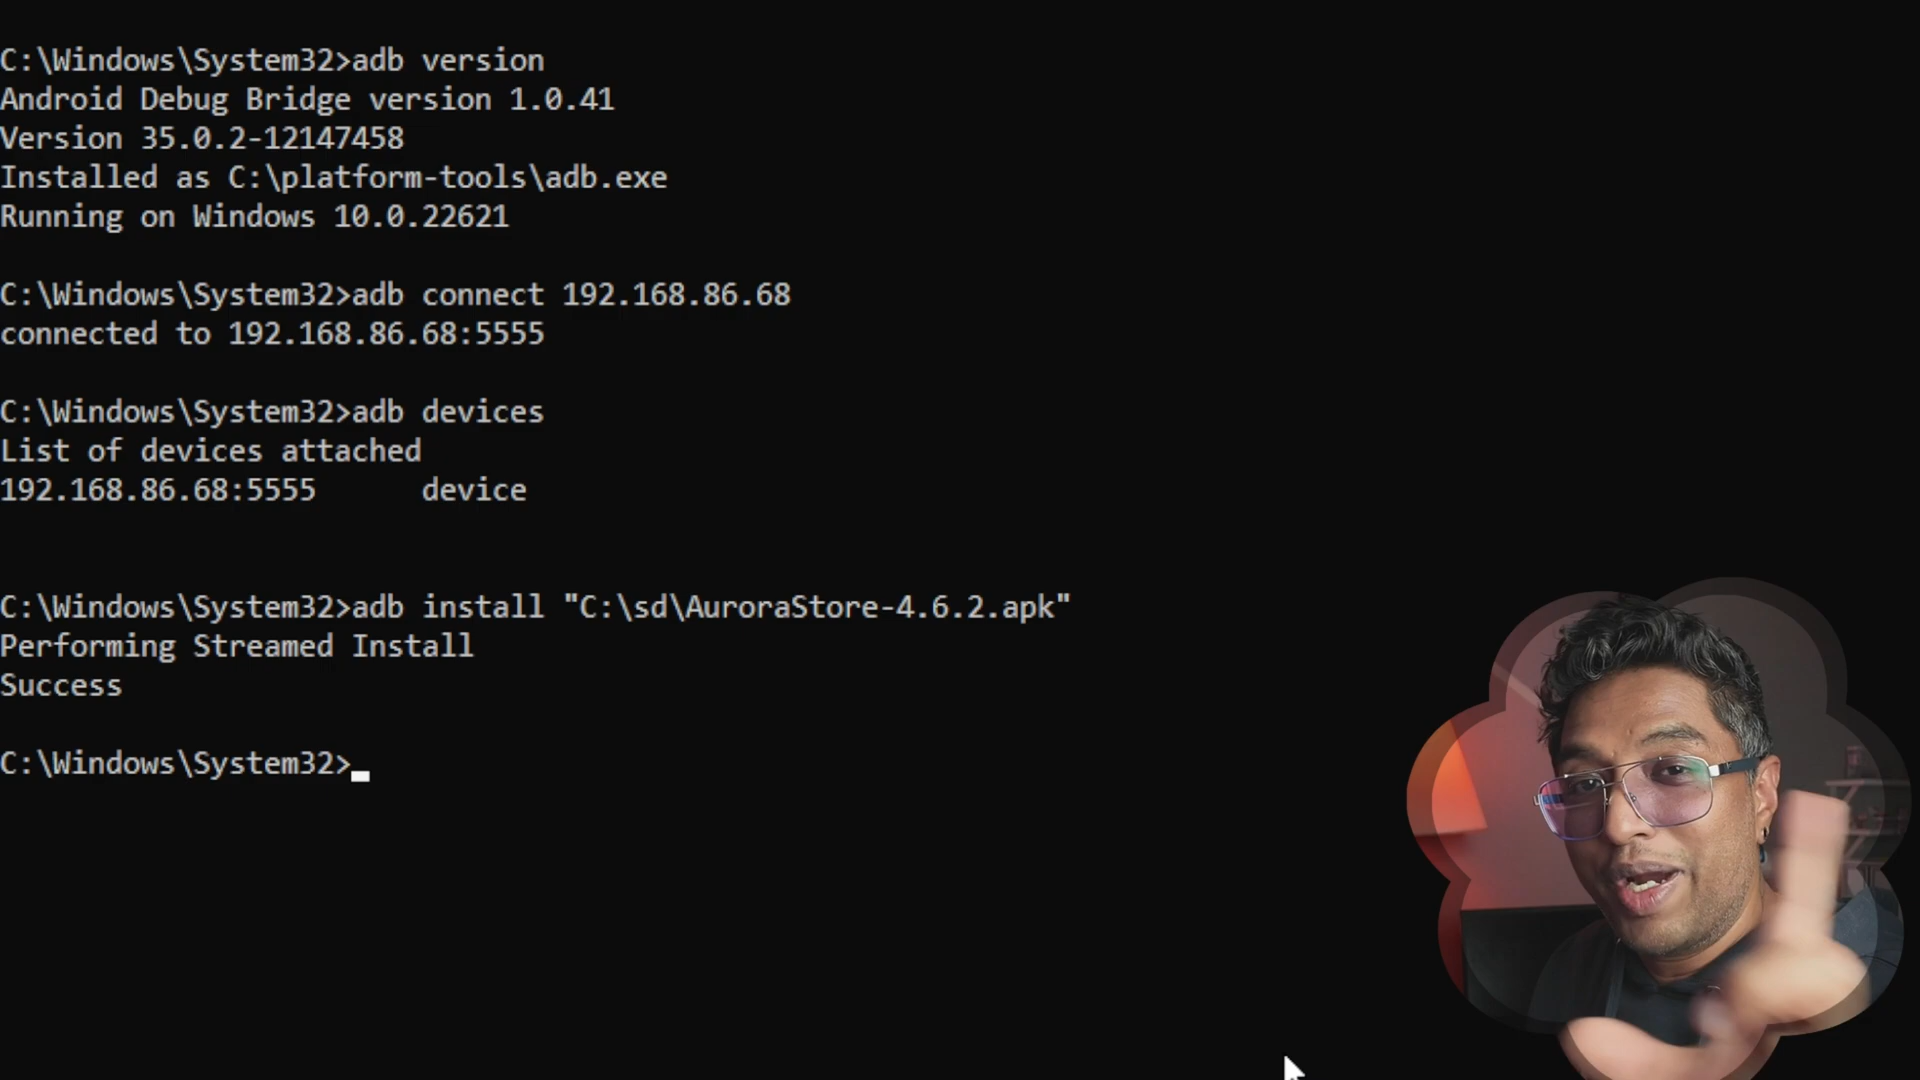 C:\Windows\System32>adb version
Android Debug Bridge version 1.0.41
Version 35.0.2-12147458
Installed as C:\platform-tools\adb.exe
Running on Windows 10.0.22621
C:\Windows\System32>adb connect 192.168.86.68
connected to 192.168.86.68:5555
C:\Windows\System32>adb devices
List of devices attached
192.168.86.68:5555      device
C:\Windows\System32>adb install "C:\sd\AuroraStore-4.6.2.apk"
Performing Streamed Install
Success
C:\Windows\System32>